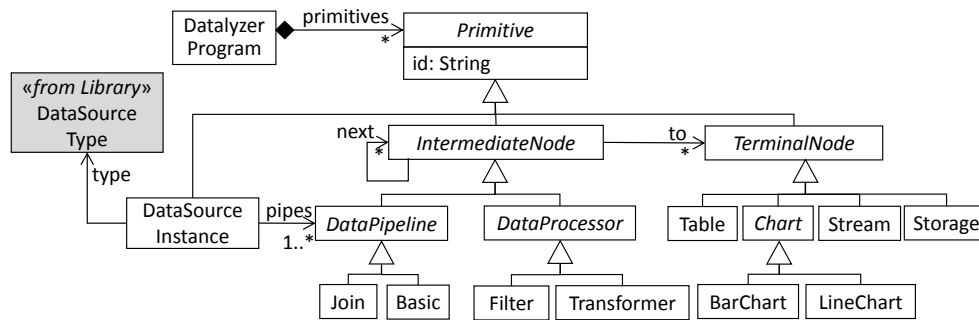 Datalyzer
Program
primitives
*
Primitive
id: String
«from Library»
DataSource
Type
type
next
*
IntermediateNode
to
*
TerminalNode
DataSource
Instance
pipes
1..*
DataPipeline
DataProcessor
Table
Chart
Stream
Storage
Join
Basic
Filter
Transformer
BarChart
LineChart